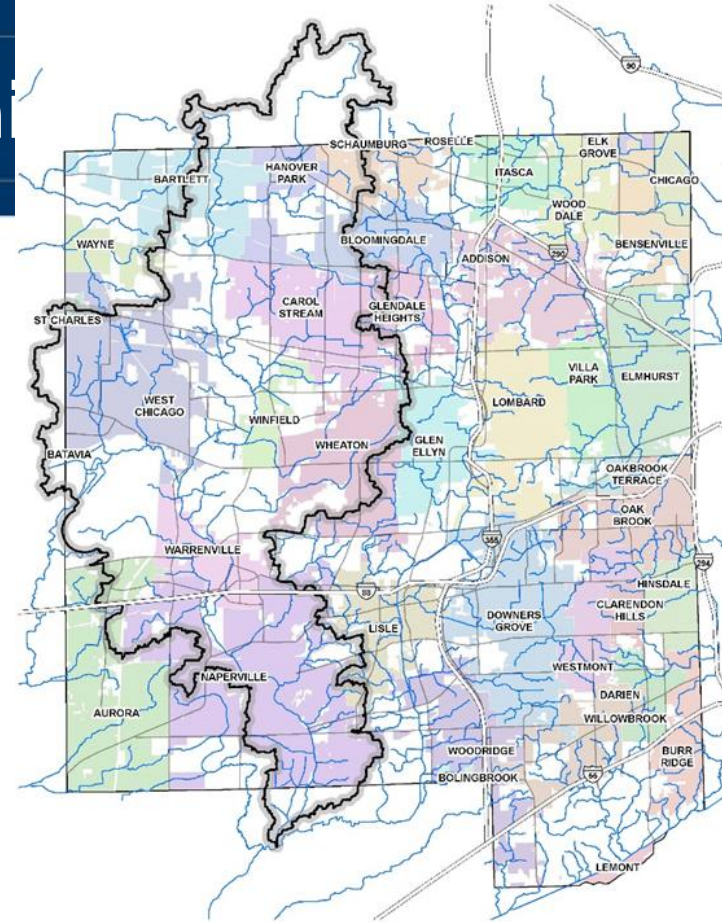 90
SCHAUMBURG
ROSELLE
ELK
GROVE
BARTLETT
HANOVER
PARK
ITASCA
CHICAGO
WOOD
DALE
WAYNE
BLOOMINGDALE
BENSENVILLE
290
ADDISON
CAROL
STREAM
GLENDALE
HEIGHTS
ST CHARLES
VILLA
PARK
ELMHURST
WEST
CHICAGO
LOMBARD
WINFIELD
WHEATON
GLEN
ELLYN
BATAVIA
OAKBROOK
TERRACE
OAK
BROOK
355
WARRENVILLE
294
HINSDALE
88
CLARENDON
HILLS
DOWNERS
GROVE
LISLE
WESTMONT
NAPERVILLE
DARIEN
AURORA
WILLOWBROOK
WOODRIDGE
BURR
RIDGE
BOLINGBROOK
55
LEMONT